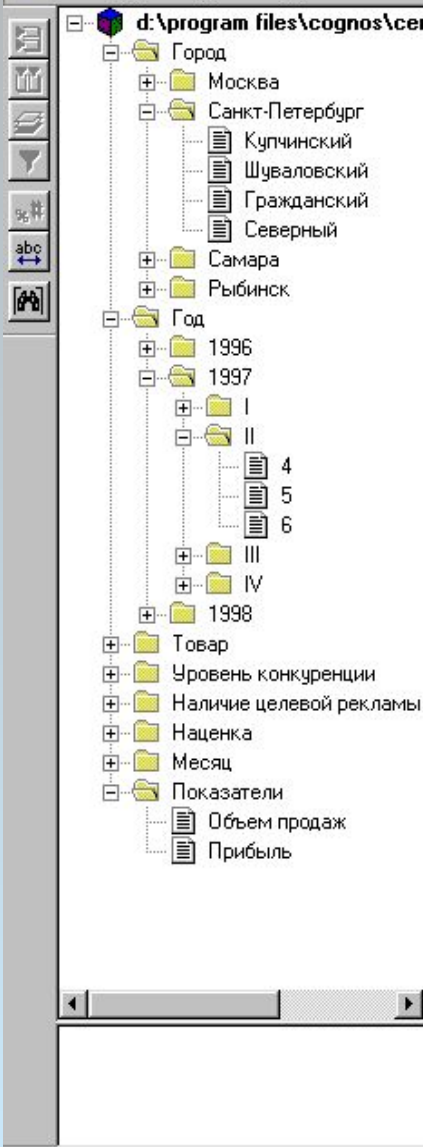 d:\program files\cognos\cer
Город
Москва
Санкт-Петербург
Купчинский
Шуваловский
Гражданский
Северный
Самара
Рыбинск
Год
1996
1997
I
II
4
5
6
III
IV
1998
Товар
Уровень конкуренции
Наличие целевой рекламы
Наценка
Месяц
Показатели
Объем продаж
Прибыль
%#
abc